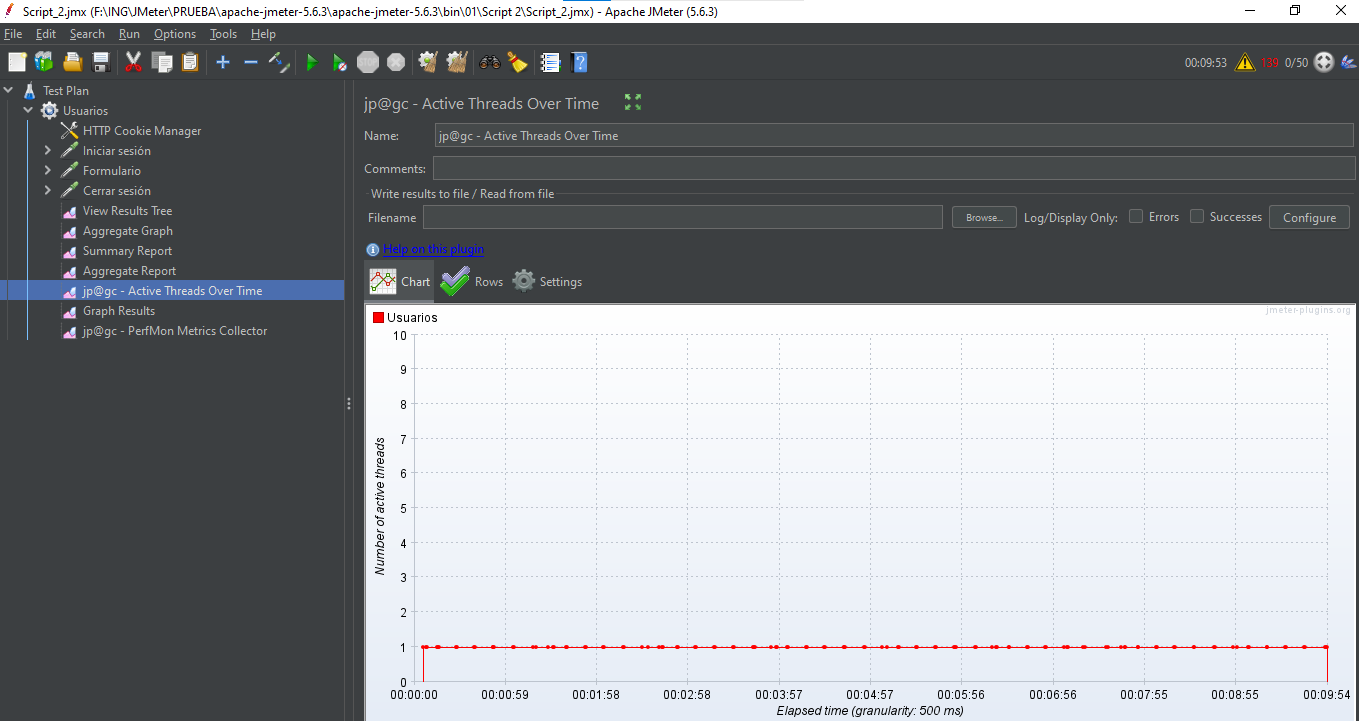 Script_2.jmx (F:\ING\JMeter\PRUEBA\apache-jmeter-5.6.3\apache-jmeter-5.6.3\bin\01\Script 2\Script_2.jmx) - Apache JMeter (5.6.3)
File Edit Search Run Options Tools Help
STOP 00:09:53 189 0/50
Test Plan
Usuarios
HTTP Cookie Manager
Iniciar sesión
Formulario
Cerrar sesión
View Results Tree
Aggregate Graph
Summary Report
Aggregate Report
jp@gc - Active Threads Over Time
Graph Results
jp@gc - PerfMon Metrics Collector
jp@gc - Active Threads Over Time
Name: jp@gc - Active Threads Over Time
Comments:
Write results to file / Read from file
Filename Browse... Log/Display Only: Errors Successes Configure
Help on this plugin
Chart Rows Settings
Usuarios
jmeter-plugins.org
10
9
8
7
6
5
4
3
2
1
0
Number of active threads
00:00:00 00:00:59 00:01:58 00:02:58 00:03:57 00:04:57 00:05:56 00:06:56 00:07:55 00:08:55 00:09:54
Elapsed time (granularity: 500 ms)